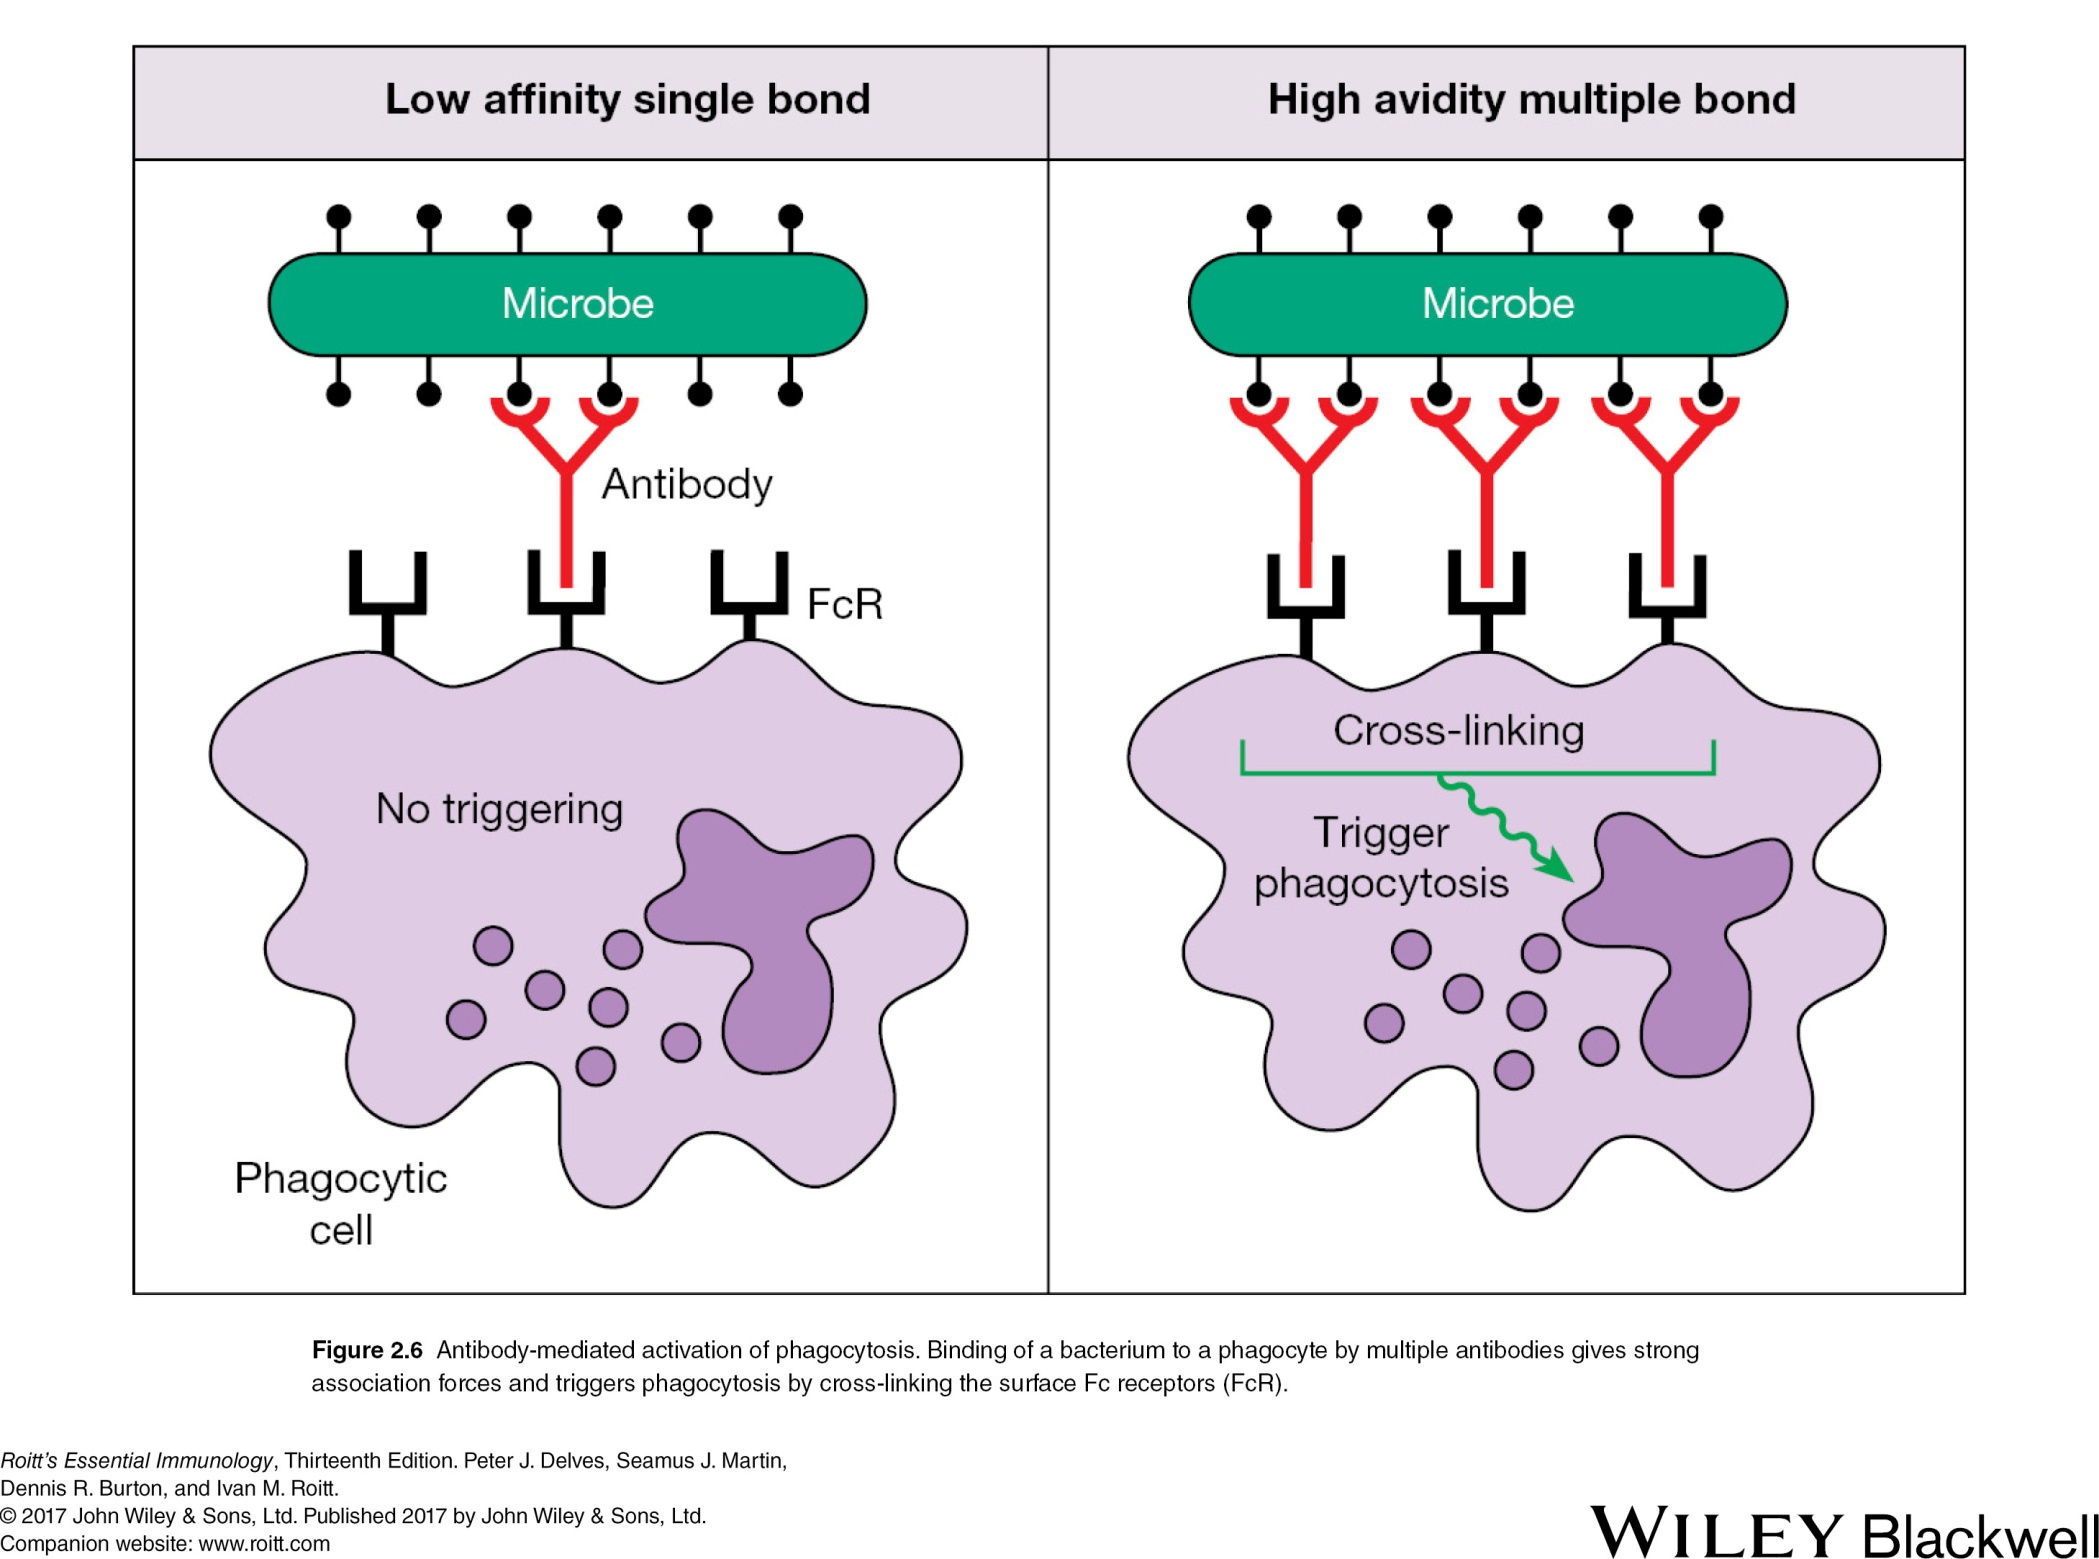 Low affinity single bond
High avidity multiple bond
Microbe
Antibody
FcR
No triggering
Phagocytic
cell
Microbe
Cross-linking
Trigger
phagocytosis
Figure 2.6 Antibody-mediated activation of phagocytosis. Binding of a bacterium to a phagocyte by multiple antibodies gives strong
association forces and triggers phagocytosis by cross-linking the surface Fc receptors (FcR).
Roitt’s Essential Immunology, Thirteenth Edition. Peter J. Delves, Seamus J. Martin,
Dennis R. Burton, and Ivan M. Roitt.
© 2017 John Wiley & Sons, Ltd. Published 2017 by John Wiley & Sons, Ltd.
Companion website: www.roitt.com
WILEY Blackwell